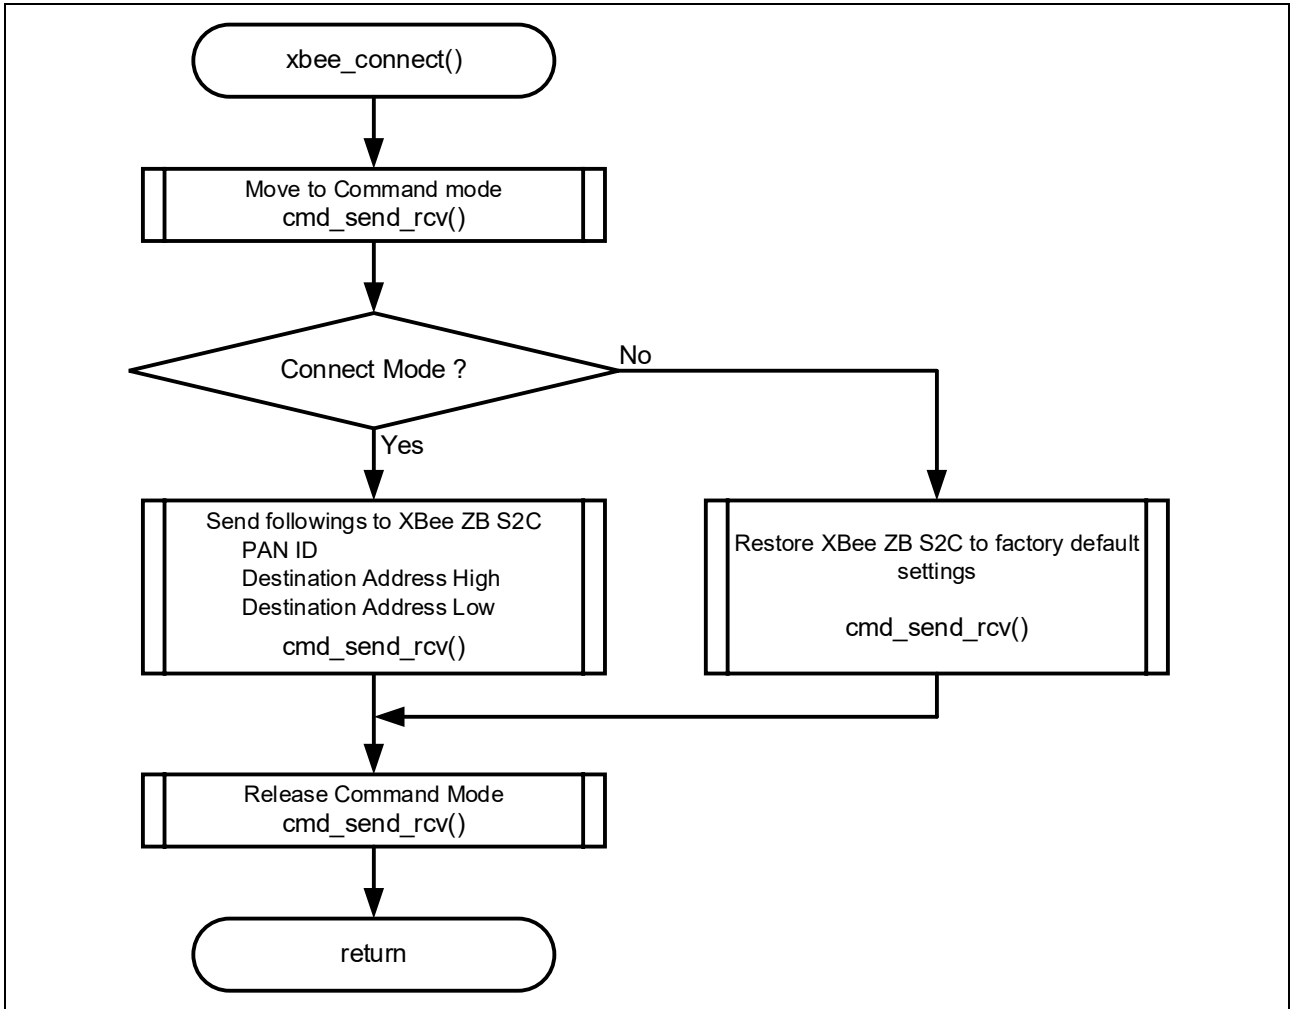 xbee_connect()
Move to Command mode
cmd_send_rcv()
Connect Mode ?
No
Yes
Send followings to XBee ZB S2C
PAN ID
Destination Address High
Destination Address Low
cmd_send_rcv()
Restore XBee ZB S2C to factory default
settings
cmd_send_rcv()
Release Command Mode
cmd_send_rcv()
return